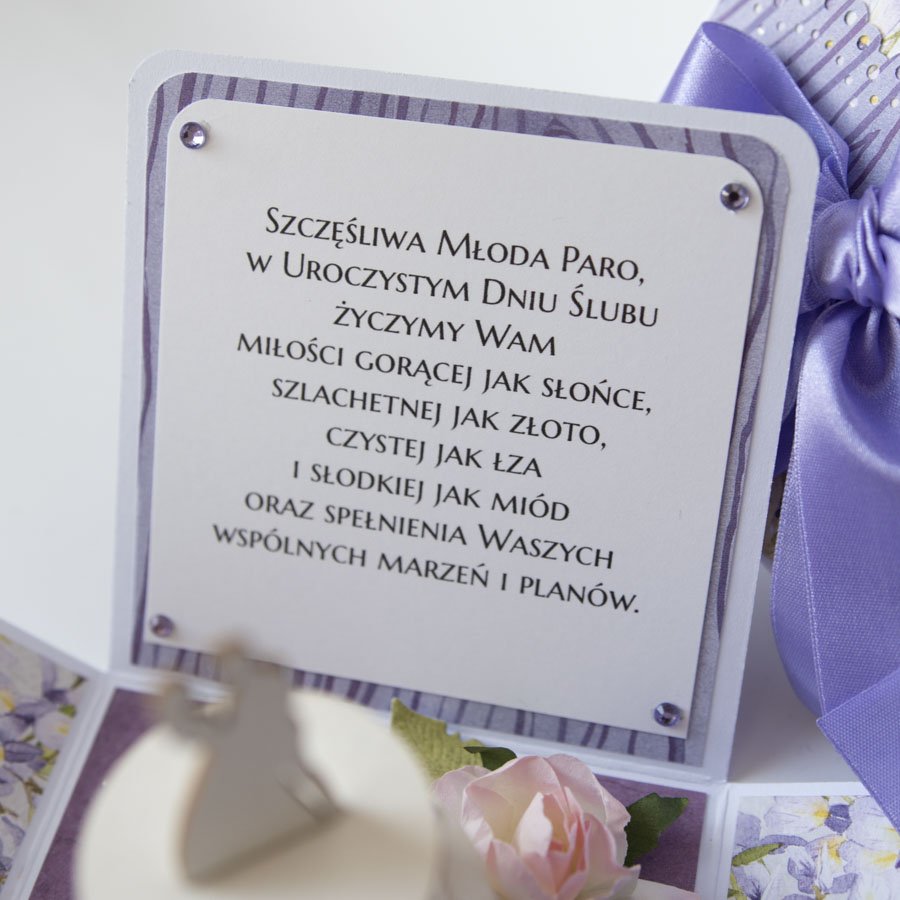 Szczęśliwa Młoda Paro,
w Uroczystym Dniu Ślubu
życzymy Wam
miłości gorącej jak słońce,
szlachetnej jak złoto,
czystej jak łza
i słodkiej jak miód
oraz spełnienia Waszych
wspólnych marzeń i planów.